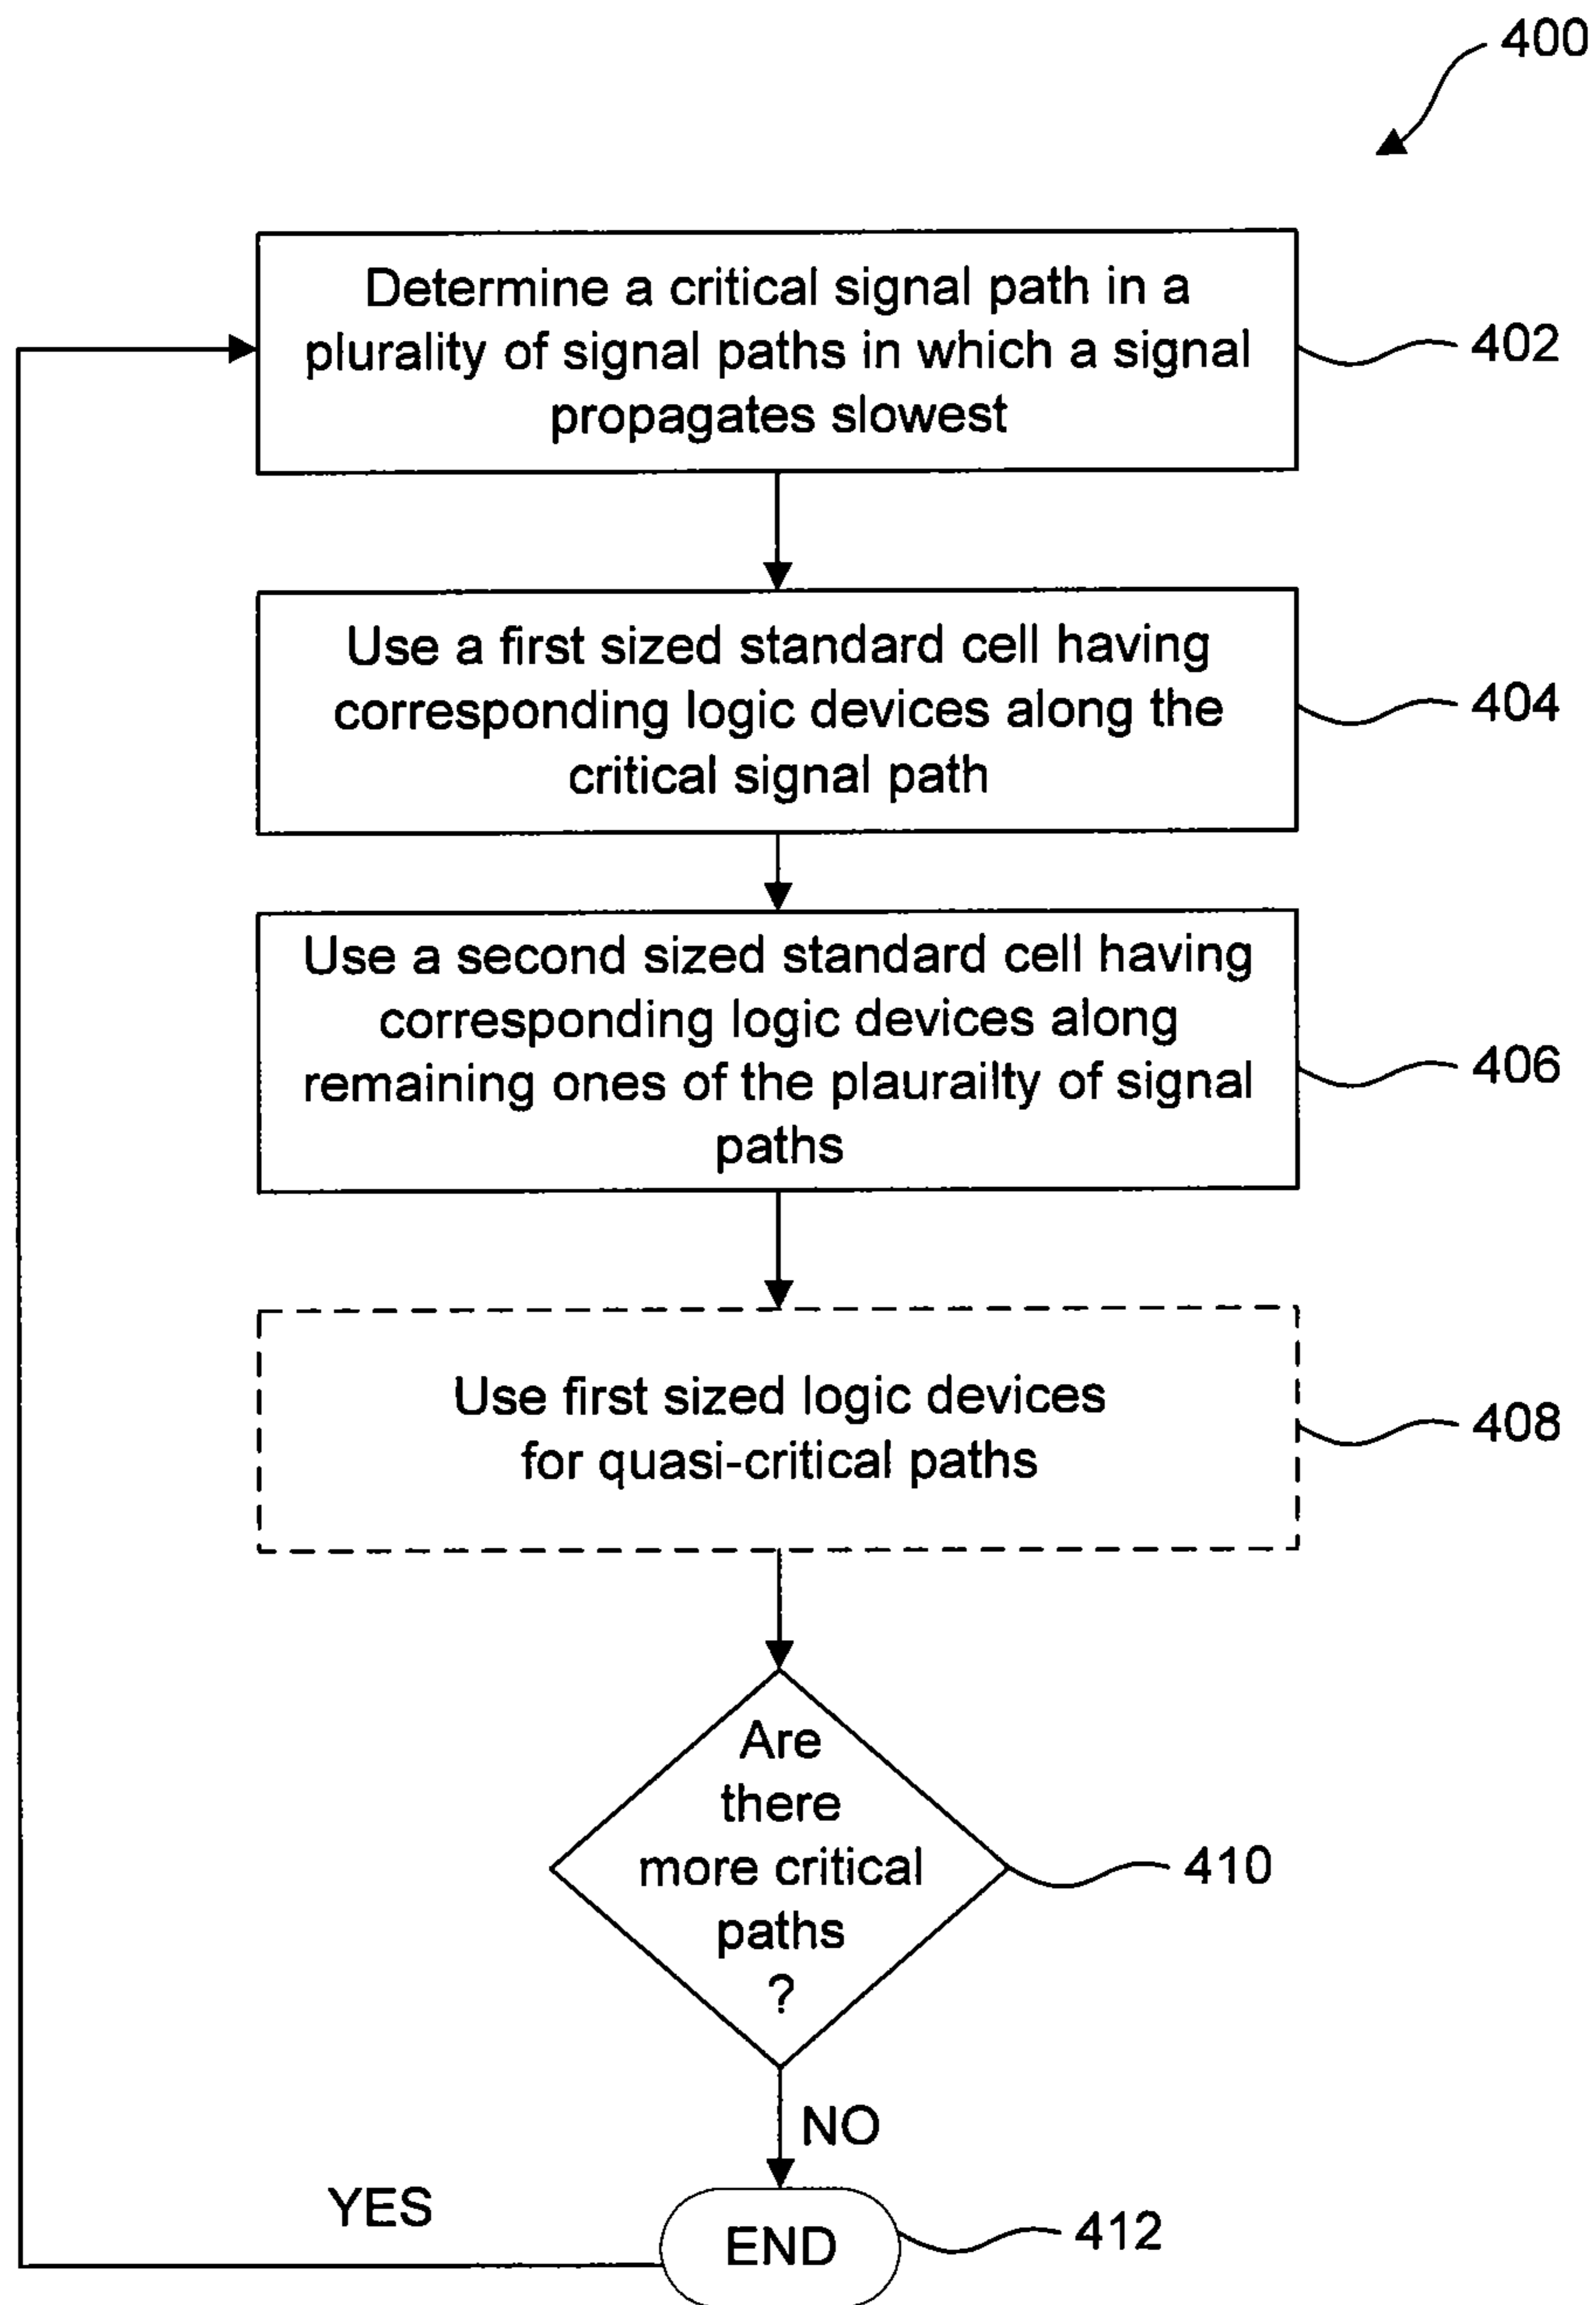 400
Determine a critical signal path in a
plurality of signal paths in which a signal
propagates slowest
402
Use a first sized standard cell having
corresponding logic devices along the
critical signal path
404
Use a second sized standard cell having
corresponding logic devices along
remaining ones of the plaurailty of signal
paths
406
Use first sized logic devices
for quasi-critical paths
408
Are
there
more critical
paths
?
410
NO
YES
END
412